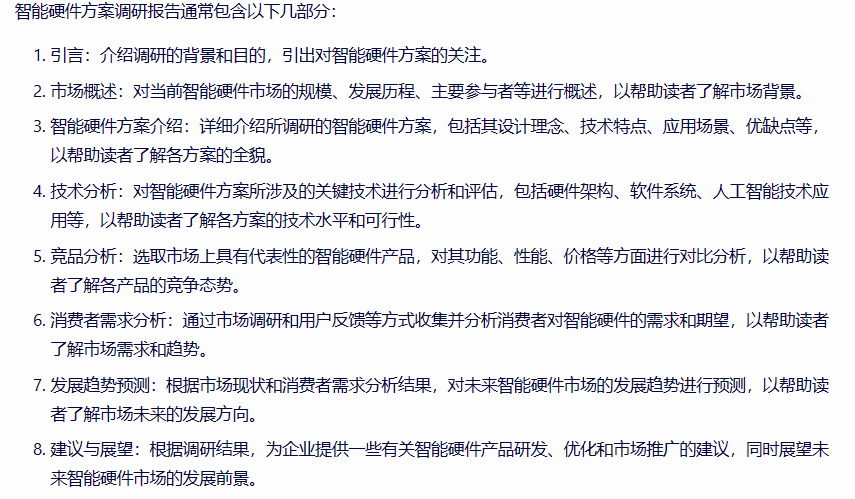 智能硬件方案调研报告通常包含以下几部分：
1. 引言：介绍调研的背景和目的，引出对智能硬件方案的关注。
2. 市场概述：对当前智能硬件市场的规模、发展历程、主要参与者等进行概述，以帮助读者了解市场背景。
3. 智能硬件方案介绍：详细介绍所调研的智能硬件方案，包括其设计理念、技术特点、应用场景、优缺点等，
以帮助读者了解各方案的全貌。
4. 技术分析：对智能硬件方案所涉及的关键技术进行分析和评估，包括硬件架构、软件系统、人工智能技术应
用等，以帮助读者了解各方案的技术水平和可行性。
5. 竞品分析：选取市场上具有代表性的智能硬件产品，对其功能、性能、价格等方面进行对比分析，以帮助读
者了解各产品的竞争态势。
6. 消费者需求分析：通过市场调研和用户反馈等方式收集并分析消费者对智能硬件的需求和期望，以帮助读者
了解市场需求和趋势。
7. 发展趋势预测：根据市场现状和消费者需求分析结果，对未来智能硬件市场的发展趋势进行预测，以帮助读
者了解市场未来的发展方向。
8. 建议与展望：根据调研结果，为企业提供一些有关智能硬件产品研发、优化和市场推广的建议，同时展望未
来智能硬件市场的发展前景。